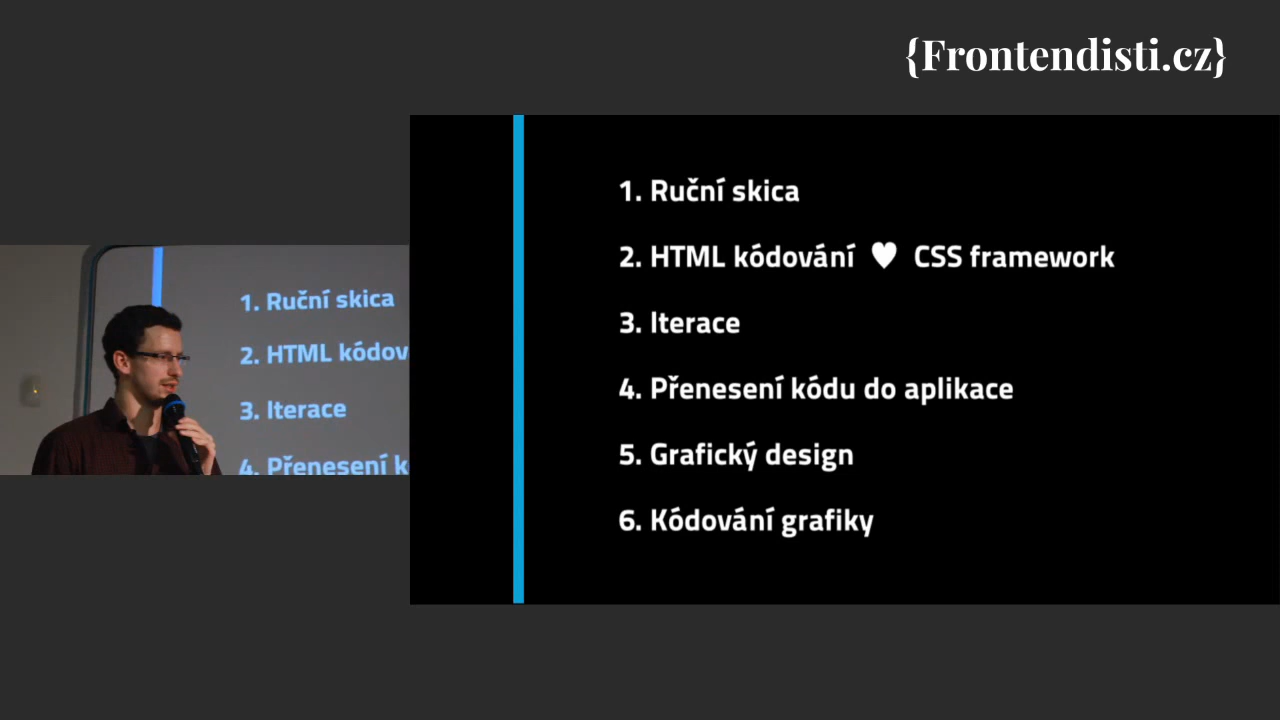 {Frontendisti.cz}
1. Ruční skica
2. HTML kódování ♥ CSS framework
3. Iterace
4. Přenesení kódu do aplikace
5. Grafický design
6. Kódování grafiky
1. Ruční skica
2. HTML kódov
3. Iterace
4. Přenesení k